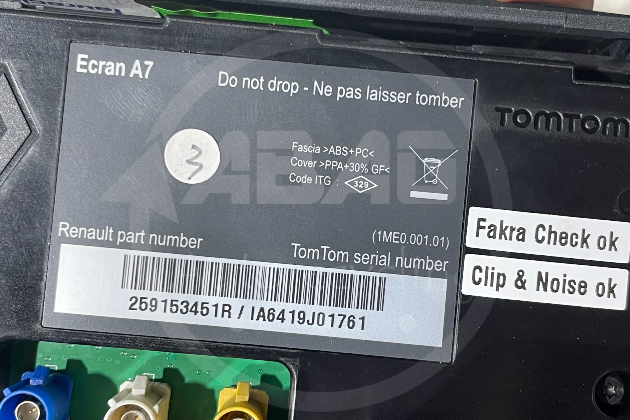 Ecran A7
Do not drop - Ne pas laisser tomber
TOMTOM
3
ABAG
Fascia >ABS+PC<
Cover >PPA+30% GF<
Code ITG : 329
(1ME0.001.01)
Renault part number
TomTom serial number
259153451R / IA6419J01761
Fakra Check ok
Clip & Noise ok